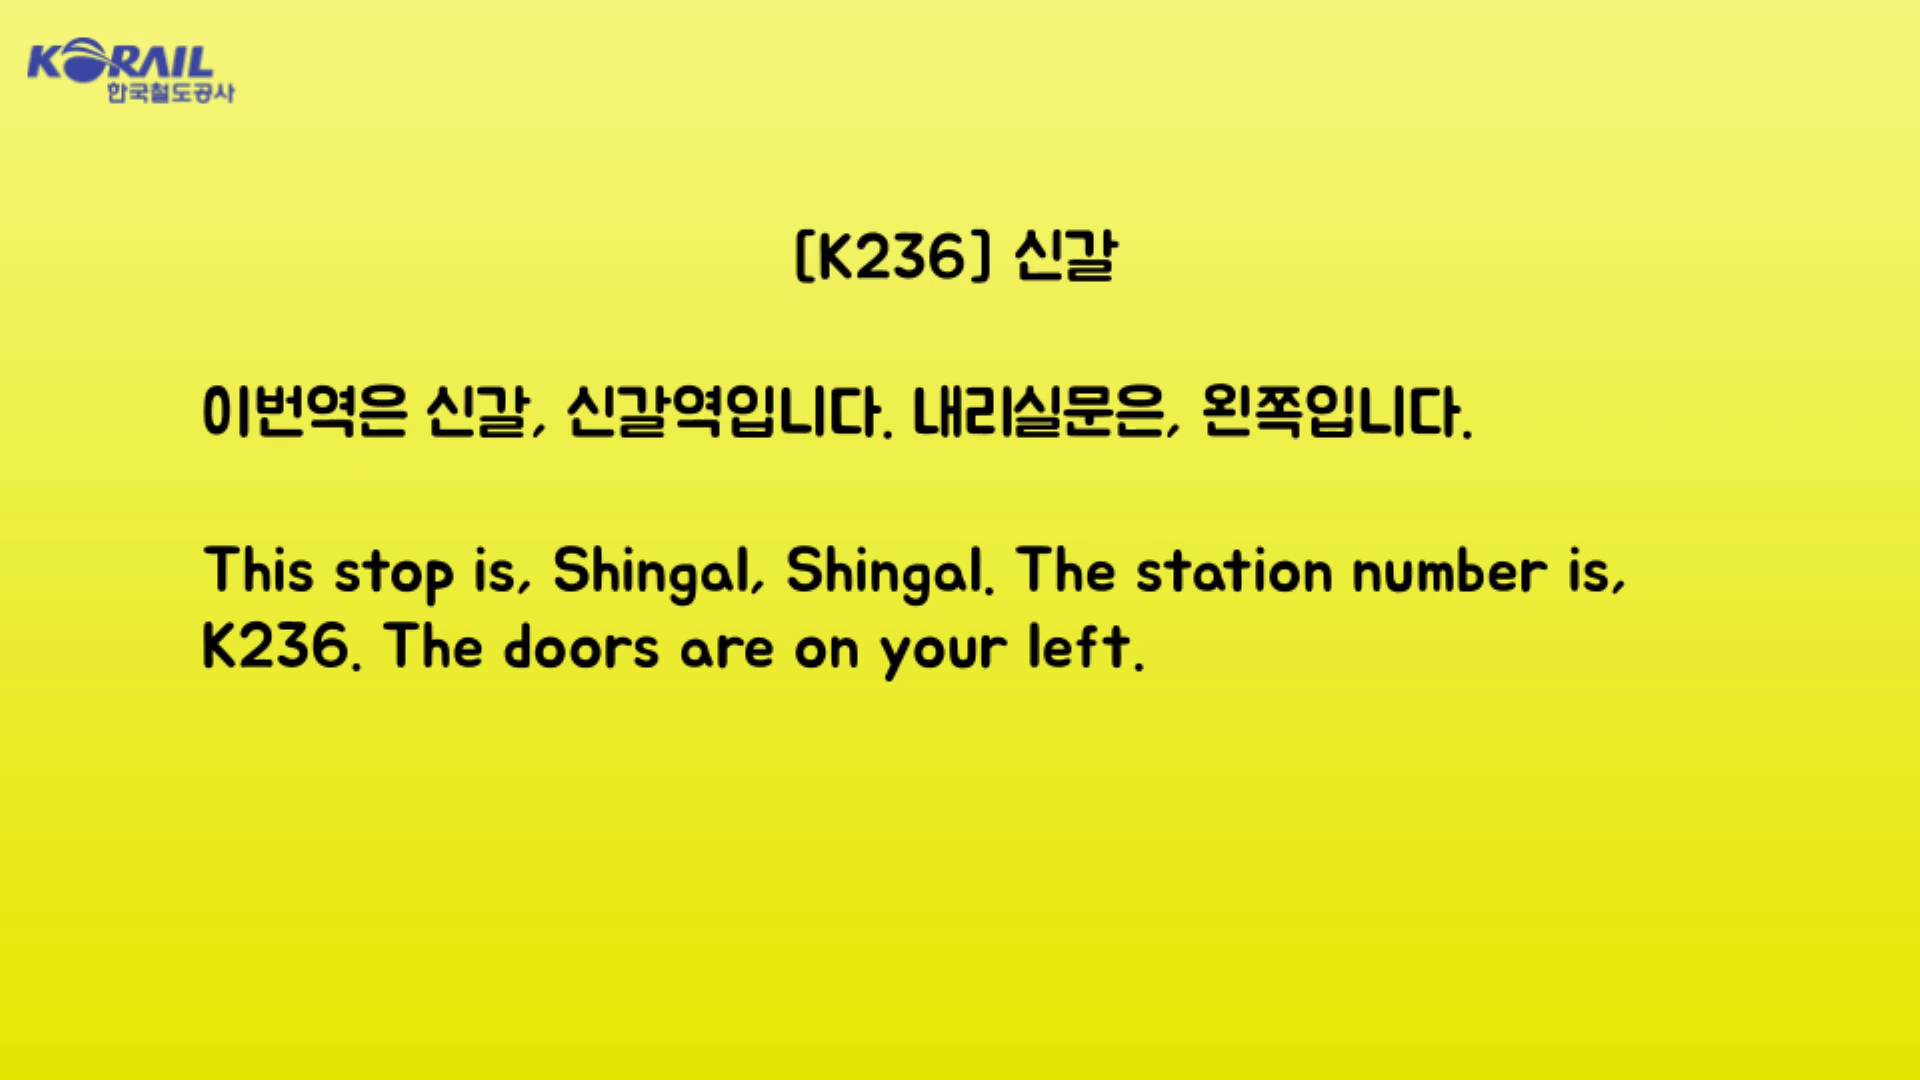 KORAIL
한국철도공사
[K236] 신갈
이번역은 신갈, 신갈역입니다. 내리실문은, 왼쪽입니다.
This stop is, Shingal, Shingal. The station number is,
K236. The doors are on your left.